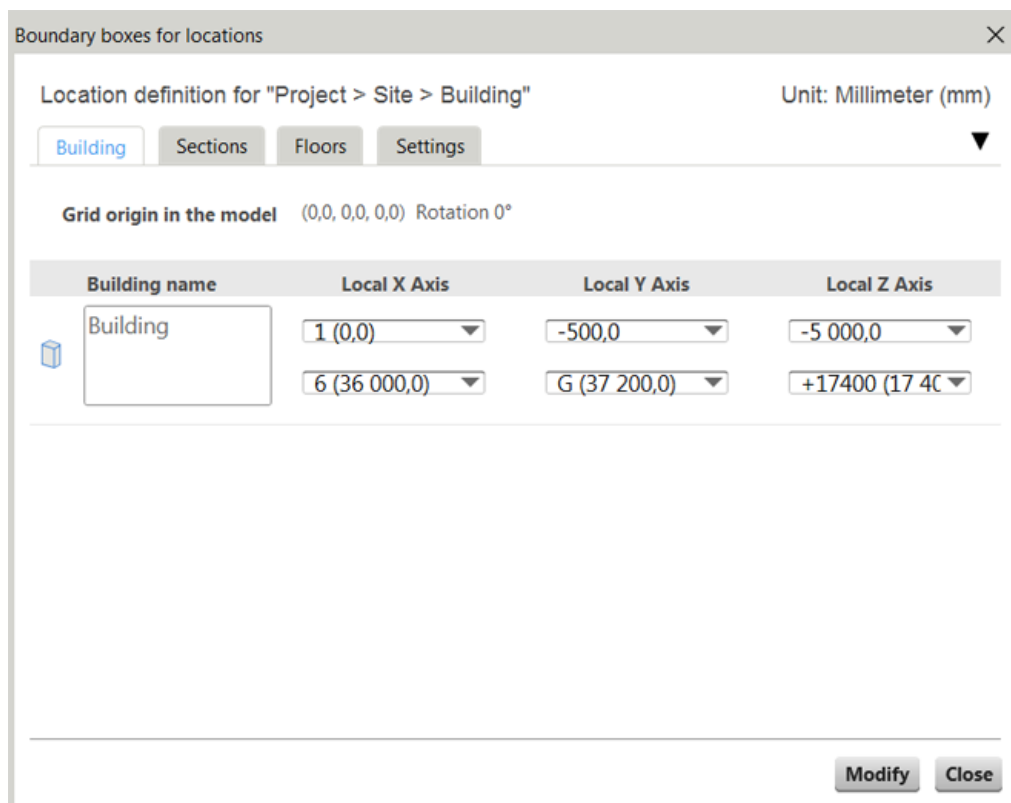 Boundary boxes for locations
Location definition for "Project > Site > Building" Unit: Millimeter (mm)
Building Sections Floors Settings
Grid origin in the model (0,0, 0,0, 0,0) Rotation 0°
Building name Local X Axis Local Y Axis Local Z Axis
Building 1 (0,0) -500,0 -5 000,0
6 (36 000,0) G (37 200,0) +17400 (17 40
Modify Close